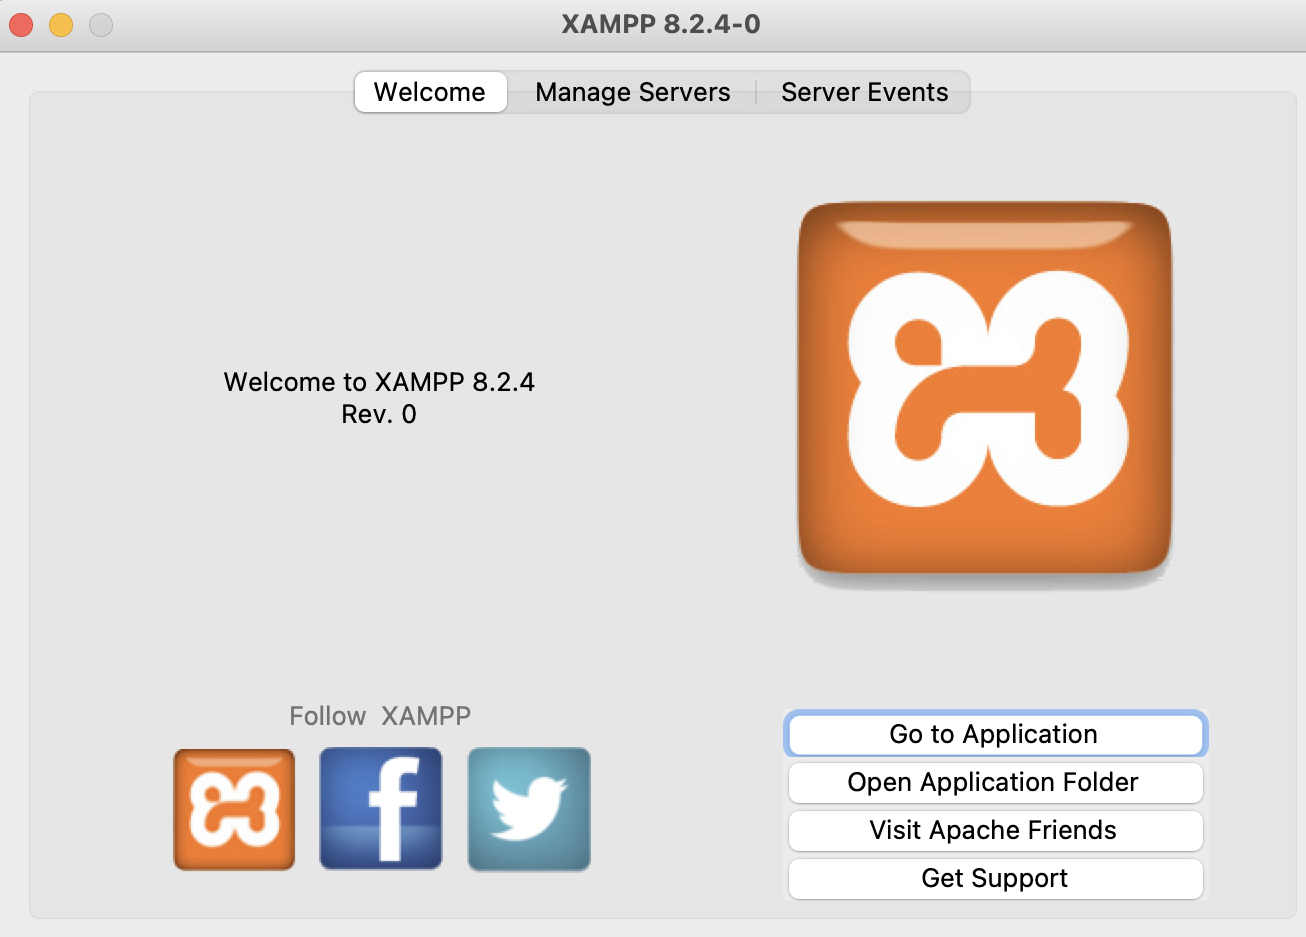 XAMPP 8.2.4-0
Welcome
Manage Servers
Server Events
Welcome to XAMPP 8.2.4
Rev. 0
Follow XAMPP
Go to Application
Open Application Folder
Visit Apache Friends
Get Support